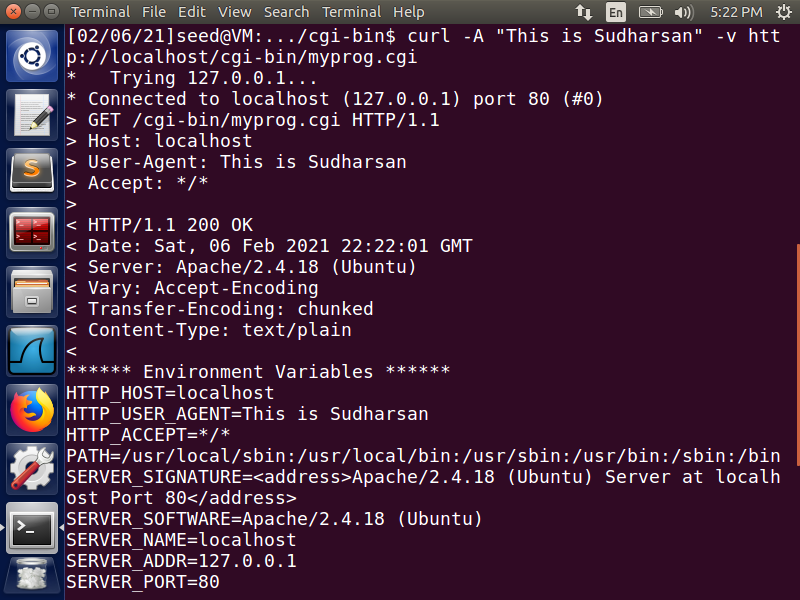 Terminal File Edit View Search Terminal Help En 5:22 PM
[02/06/21]seed@VM:.../cgi-bin$ curl -A "This is Sudharsan" -v htt
p://localhost/cgi-bin/myprog.cgi
*   Trying 127.0.0.1...
* Connected to localhost (127.0.0.1) port 80 (#0)
> GET /cgi-bin/myprog.cgi HTTP/1.1
> Host: localhost
> User-Agent: This is Sudharsan
> Accept: */*
>
< HTTP/1.1 200 OK
< Date: Sat, 06 Feb 2021 22:22:01 GMT
< Server: Apache/2.4.18 (Ubuntu)
< Vary: Accept-Encoding
< Transfer-Encoding: chunked
< Content-Type: text/plain
<
****** Environment Variables ******
HTTP_HOST=localhost
HTTP_USER_AGENT=This is Sudharsan
HTTP_ACCEPT=*/*
PATH=/usr/local/sbin:/usr/local/bin:/usr/sbin:/usr/bin:/sbin:/bin
SERVER_SIGNATURE=<address>Apache/2.4.18 (Ubuntu) Server at localh
ost Port 80</address>
SERVER_SOFTWARE=Apache/2.4.18 (Ubuntu)
SERVER_NAME=localhost
SERVER_ADDR=127.0.0.1
SERVER_PORT=80